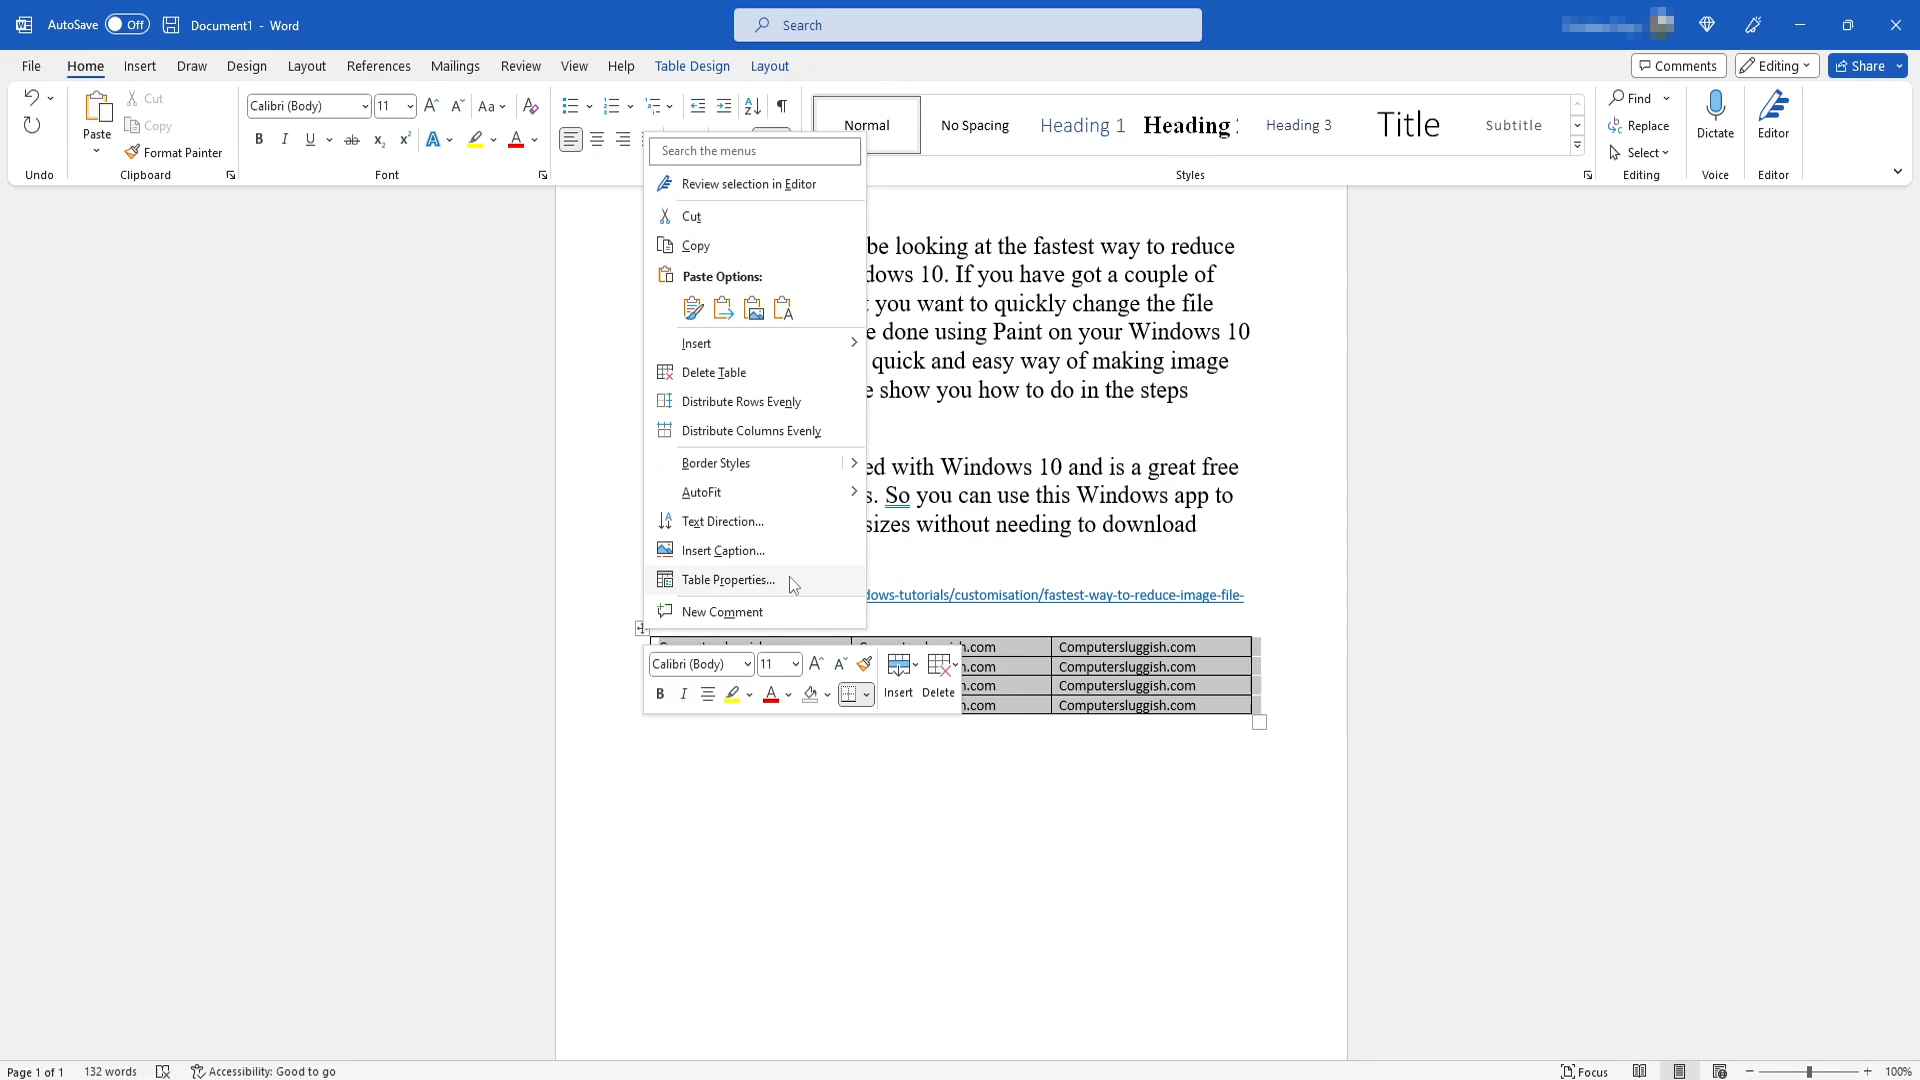 AutoSave Off Document1 - Word Search
File Home Insert Draw Design Layout References Mailings Review View Help Table Design Layout Comments Editing Share
Paste Cut Copy Format Painter
Calibri (Body) 11 Aa
Normal No Spacing Heading 1 Heading Heading 3 Title Subtitle
Find Replace Select Dictate Editor
Undo Clipboard Font Styles Editing Voice Editor
Search the menus
Review selection in Editor
Cut
Copy
Paste Options:
Insert
Delete Table
Distribute Rows Evenly
Distribute Columns Evenly
Border Styles
AutoFit
Text Direction...
Insert Caption...
Table Properties...
New Comment
be looking at the fastest way to reduce
dows 10. If you have got a couple of
you want to quickly change the file
e done using Paint on your Windows 10
quick and easy way of making image
e show you how to do in the steps
ed with Windows 10 and is a great free
s. So you can use this Windows app to
sizes without needing to download
dows-tutorials/customisation/fastest-way-to-reduce-image-file-
h.com Computersluggish.com
h.com Computersluggish.com
h.com Computersluggish.com
h.com Computersluggish.com
Calibri (Body) 11
B I Insert Delete
Page 1 of 1 132 words Accessibility: Good to go Focus 100%